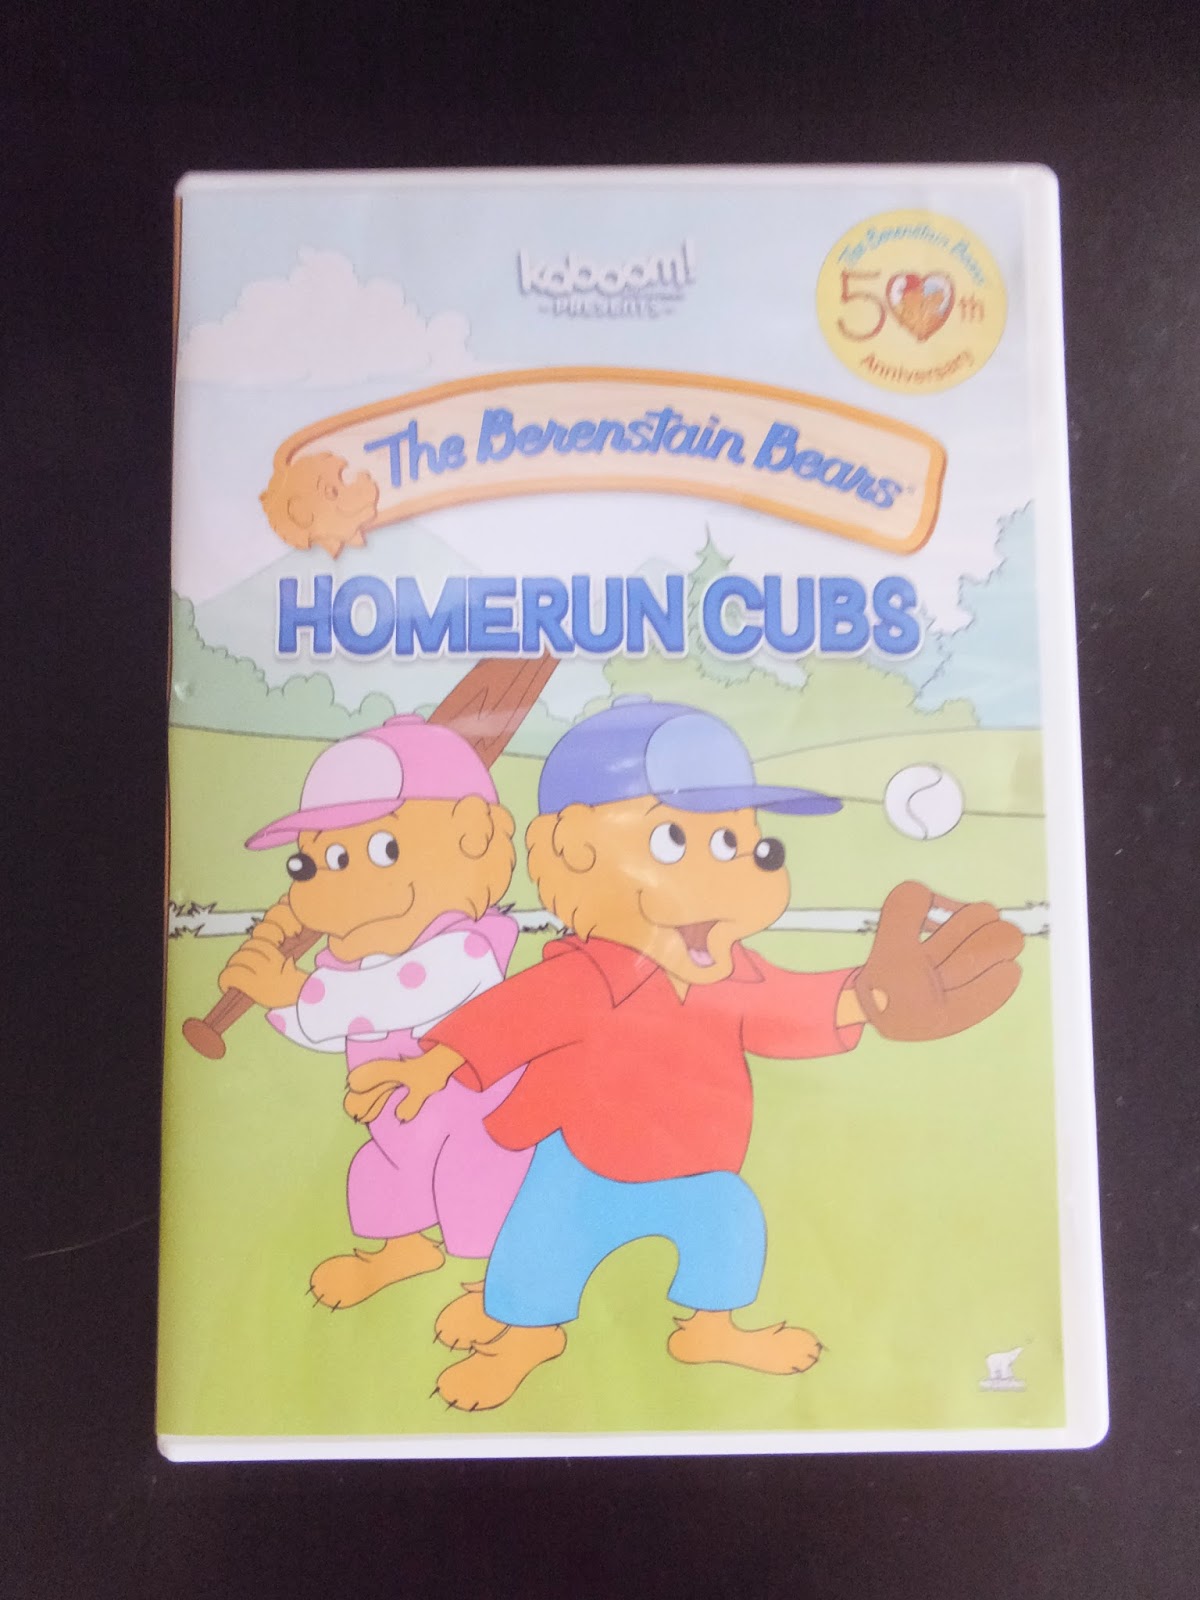 kaboom!
-PRESENTS-
The Berenstain Bears
50th
Anniversary
The Berenstain Bears
HOMERUN CUBS